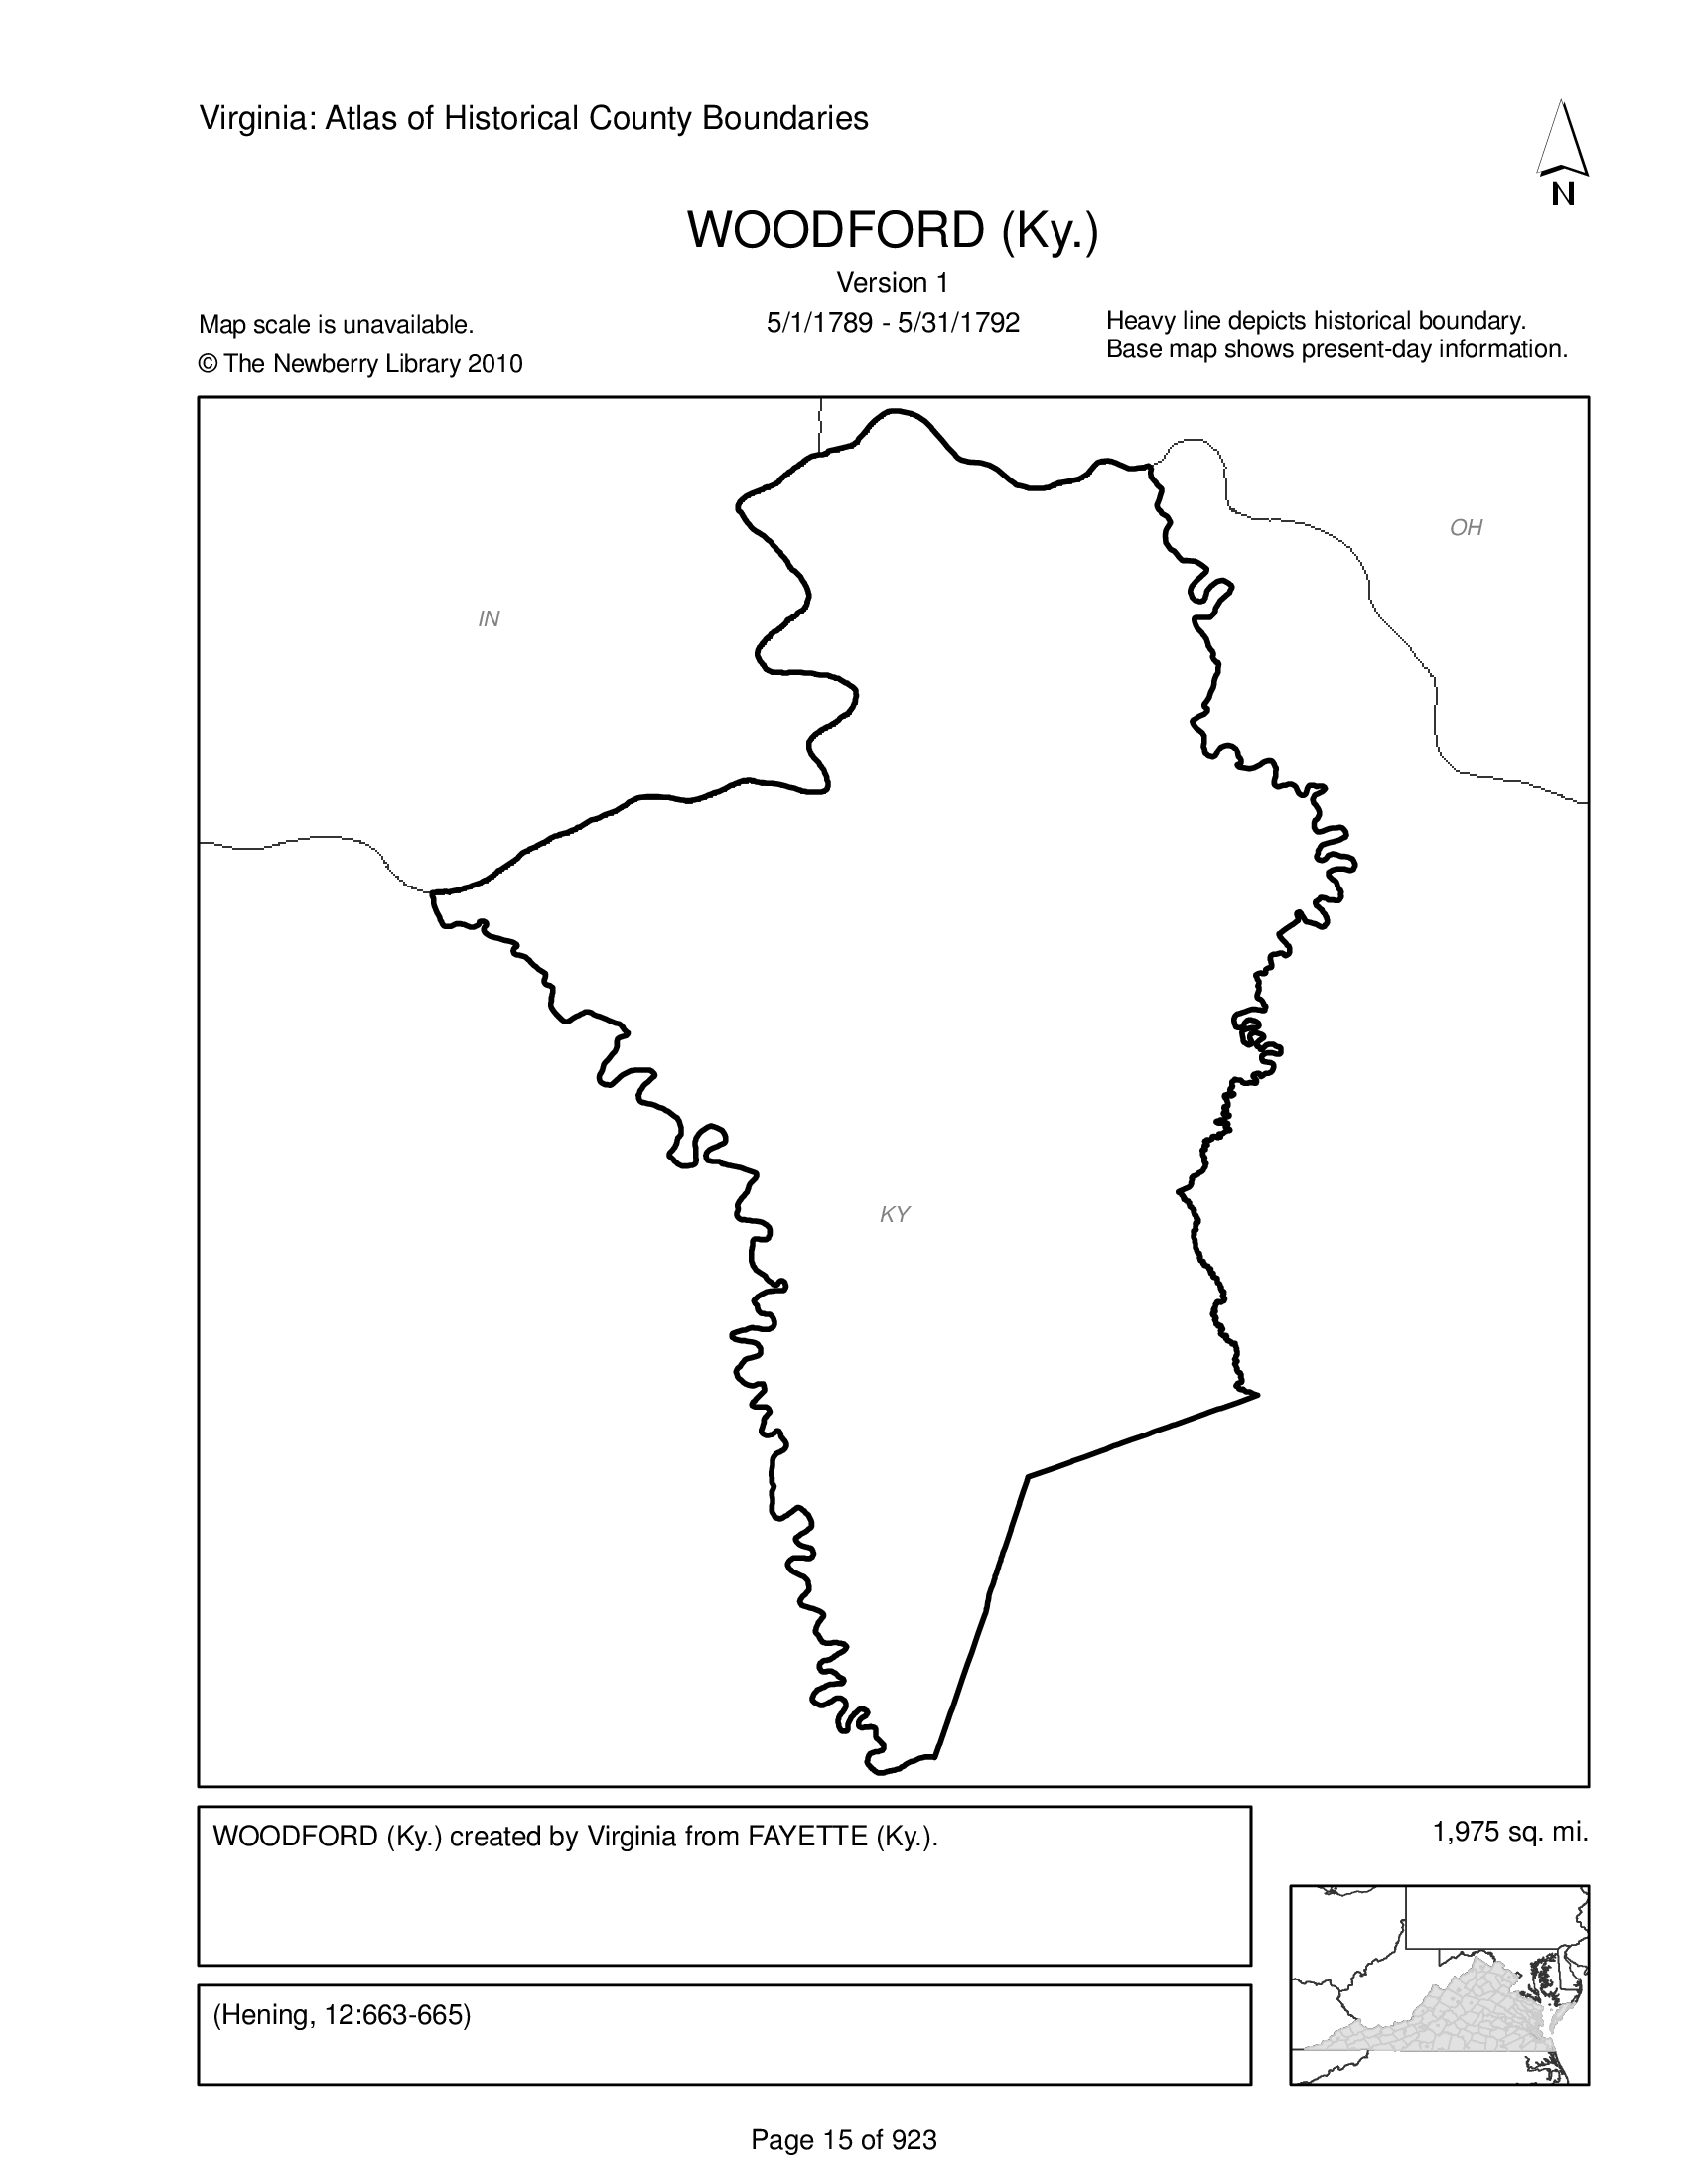 Virginia: Atlas of Historical County Boundaries
N
WOODFORD (Ky.)
Version 1
Map scale is unavailable.
5/1/1789 - 5/31/1792
Heavy line depicts historical boundary.
© The Newberry Library 2010
Base map shows present-day information.
OH
IN
KY
WOODFORD (Ky.) created by Virginia from FAYETTE (Ky.).
1,975 sq. mi.
(Hening, 12:663-665)
Page 15 of 923